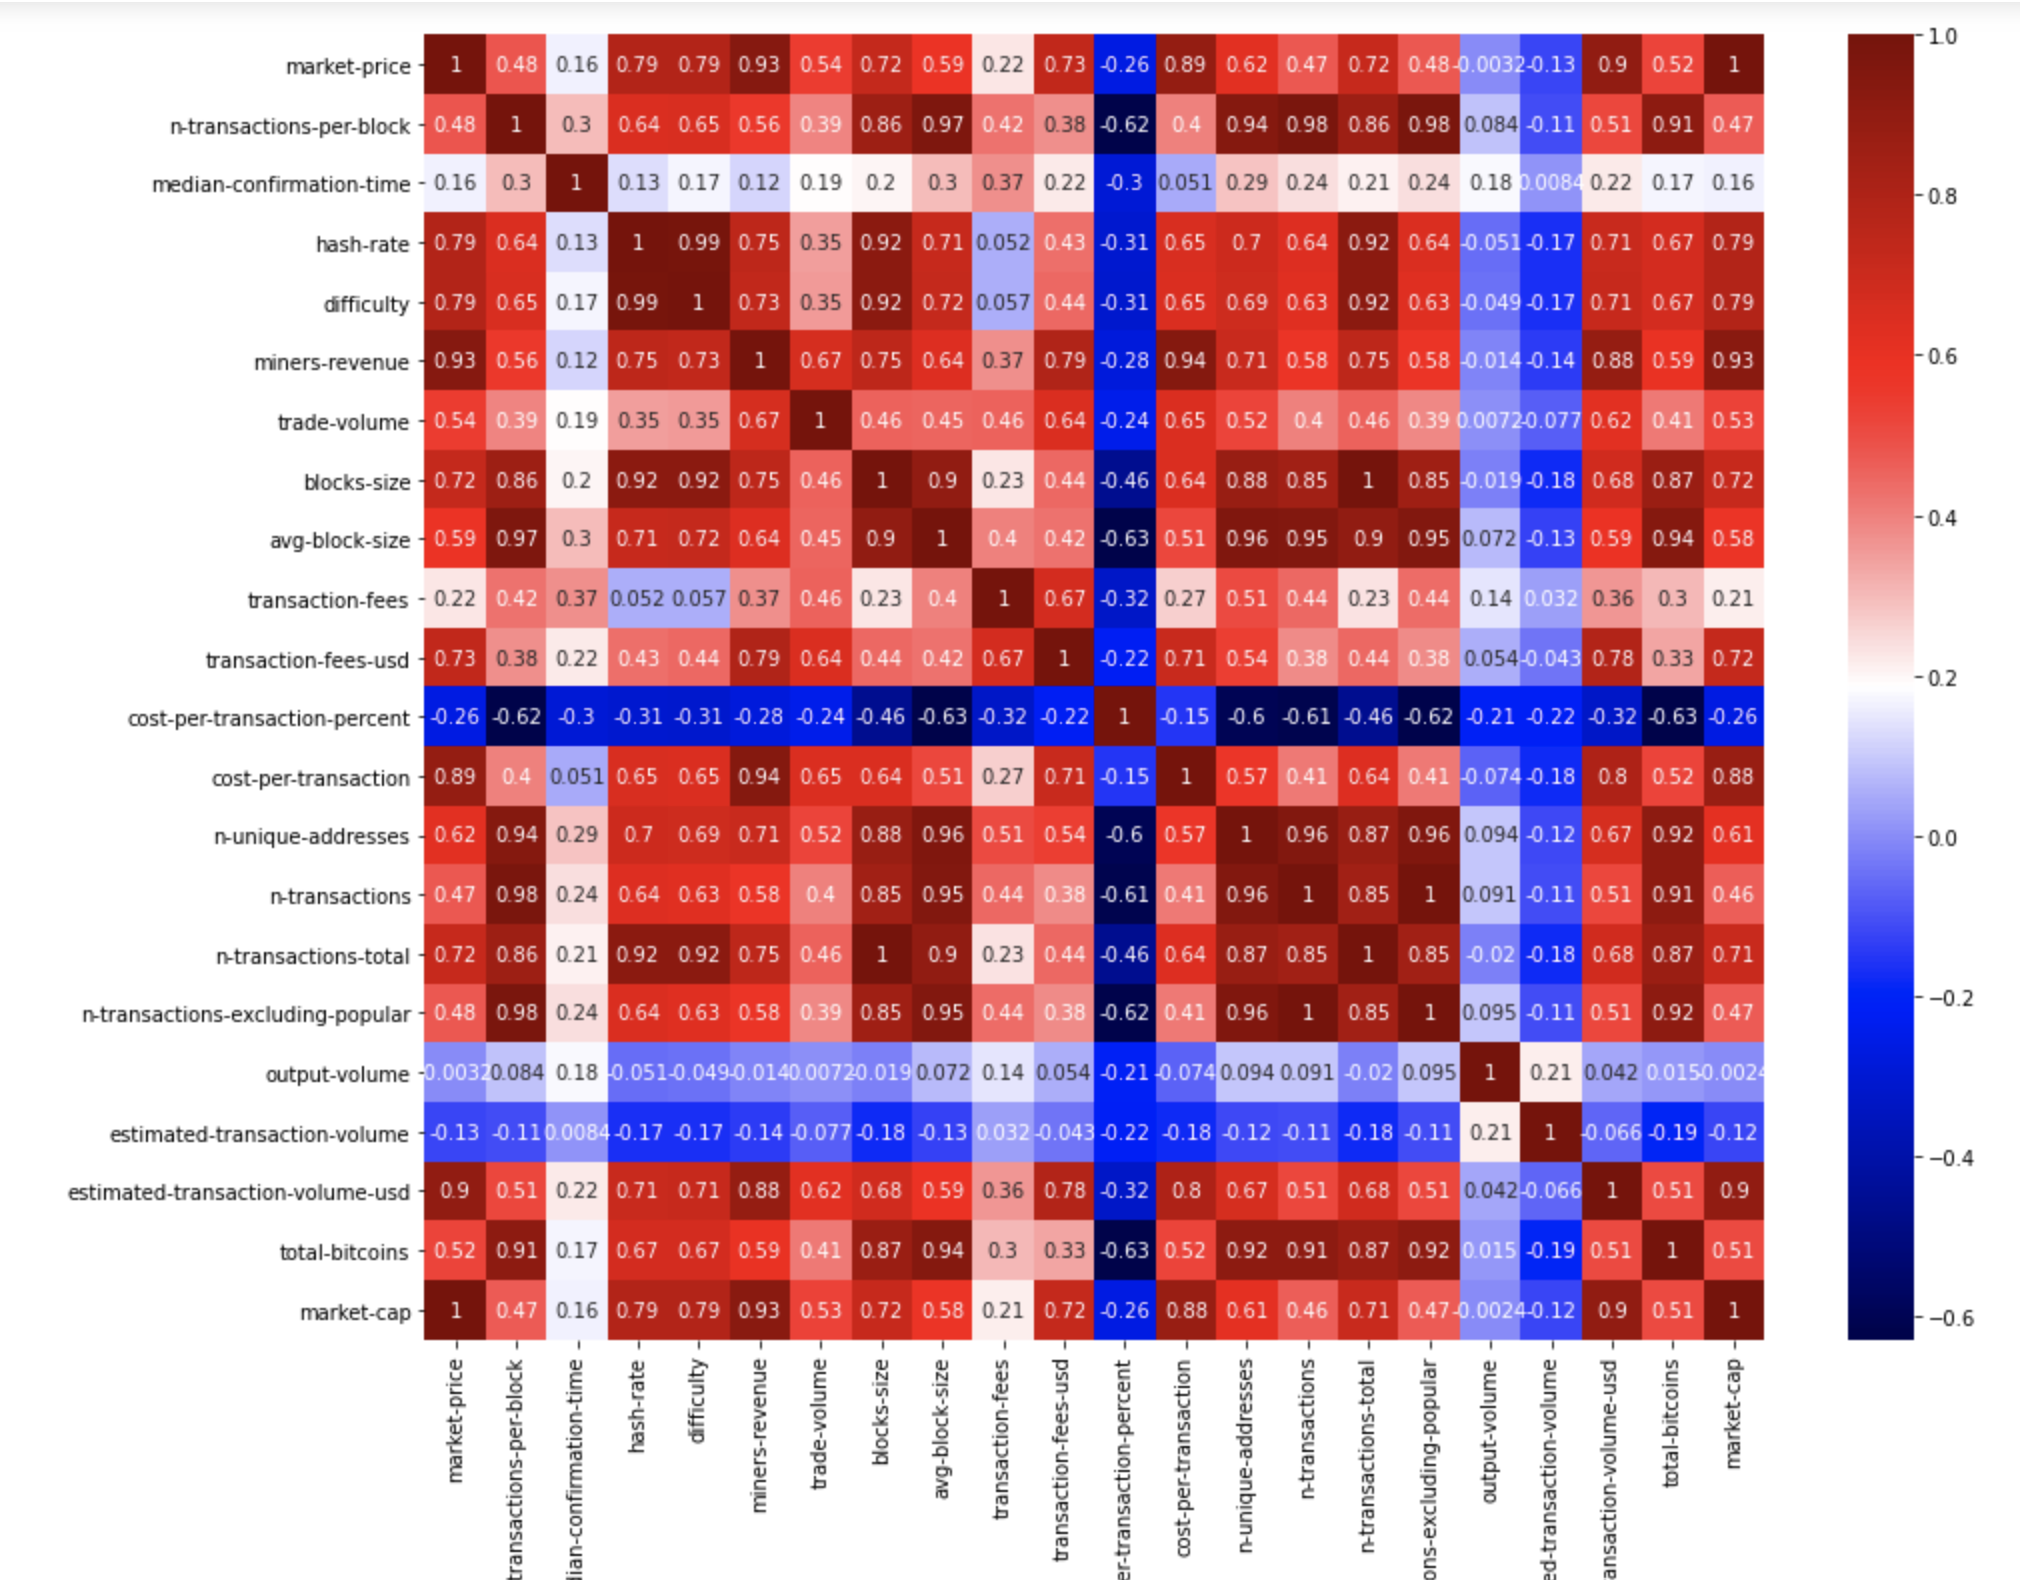 market-price 1 0.48 0.16 0.79 0.79 0.93 0.54 0.72 0.59 0.22 0.73 -0.26 0.89 0.62 0.47 0.72 0.48 -0.0032 -0.13 0.9 0.52 1
n-transactions-per-block 0.48 1 0.3 0.64 0.65 0.56 0.39 0.86 0.97 0.42 0.38 -0.62 0.4 0.94 0.98 0.86 0.98 0.084 -0.11 0.51 0.91 0.47
median-confirmation-time 0.16 0.3 1 0.13 0.17 0.12 0.19 0.2 0.3 0.37 0.22 -0.3 0.051 0.29 0.24 0.21 0.24 0.18 0.0084 0.22 0.17 0.16
hash-rate 0.79 0.64 0.13 1 0.99 0.75 0.35 0.92 0.71 0.052 0.43 -0.31 0.65 0.7 0.64 0.92 0.64 -0.051 -0.17 0.71 0.67 0.79
difficulty 0.79 0.65 0.17 0.99 1 0.73 0.35 0.92 0.72 0.057 0.44 -0.31 0.65 0.69 0.63 0.92 0.63 -0.049 -0.17 0.71 0.67 0.79
miners-revenue 0.93 0.56 0.12 0.75 0.73 1 0.67 0.75 0.64 0.37 0.79 -0.28 0.94 0.71 0.58 0.75 0.58 -0.014 -0.14 0.88 0.59 0.93
trade-volume 0.54 0.39 0.19 0.35 0.35 0.67 1 0.46 0.45 0.46 0.64 -0.24 0.65 0.52 0.4 0.46 0.39 0.0072 -0.077 0.62 0.41 0.53
blocks-size 0.72 0.86 0.2 0.92 0.92 0.75 0.46 1 0.9 0.23 0.44 -0.46 0.64 0.88 0.85 1 0.85 -0.019 -0.18 0.68 0.87 0.72
avg-block-size 0.59 0.97 0.3 0.71 0.72 0.64 0.45 0.9 1 0.4 0.42 -0.63 0.51 0.96 0.95 0.9 0.95 0.072 -0.13 0.59 0.94 0.58
transaction-fees 0.22 0.42 0.37 0.052 0.057 0.37 0.46 0.23 0.4 1 0.67 -0.32 0.27 0.51 0.44 0.23 0.44 0.14 0.032 0.36 0.3 0.21
transaction-fees-usd 0.73 0.38 0.22 0.43 0.44 0.79 0.64 0.44 0.42 0.67 1 -0.22 0.71 0.54 0.38 0.44 0.38 0.054 -0.043 0.78 0.33 0.72
cost-per-transaction-percent -0.26 -0.62 -0.3 -0.31 -0.31 -0.28 -0.24 -0.46 -0.63 -0.32 -0.22 1 -0.15 -0.6 -0.61 -0.46 -0.62 -0.21 -0.22 -0.32 -0.63 -0.26
cost-per-transaction 0.89 0.4 0.051 0.65 0.65 0.94 0.65 0.64 0.51 0.27 0.71 -0.15 1 0.57 0.41 0.64 0.41 -0.074 -0.18 0.8 0.52 0.88
n-unique-addresses 0.62 0.94 0.29 0.7 0.69 0.71 0.52 0.88 0.96 0.51 0.54 -0.6 0.57 1 0.96 0.87 0.96 0.094 -0.12 0.67 0.92 0.61
n-transactions 0.47 0.98 0.24 0.64 0.63 0.58 0.4 0.85 0.95 0.44 0.38 -0.61 0.41 0.96 1 0.85 1 0.091 -0.11 0.51 0.91 0.46
n-transactions-total 0.72 0.86 0.21 0.92 0.92 0.75 0.46 1 0.9 0.23 0.44 -0.46 0.64 0.87 0.85 1 0.85 -0.02 -0.18 0.68 0.87 0.71
n-transactions-excluding-popular 0.48 0.98 0.24 0.64 0.63 0.58 0.39 0.85 0.95 0.44 0.38 -0.62 0.41 0.96 1 0.85 1 0.095 -0.11 0.51 0.92 0.47
output-volume 0.0032 0.084 0.18 -0.051 -0.049 -0.014 0.0072 -0.019 0.072 0.14 0.054 -0.21 -0.074 0.094 0.091 -0.02 0.095 1 0.21 0.042 0.015 -0.0024
estimated-transaction-volume -0.13 -0.11 0.0084 -0.17 -0.17 -0.14 -0.077 -0.18 -0.13 0.032 -0.043 -0.22 -0.18 -0.12 -0.11 -0.18 -0.11 0.21 1 -0.066 -0.19 -0.12
estimated-transaction-volume-usd 0.9 0.51 0.22 0.71 0.71 0.88 0.62 0.68 0.59 0.36 0.78 -0.32 0.8 0.67 0.51 0.68 0.51 0.042 -0.066 1 0.51 0.9
total-bitcoins 0.52 0.91 0.17 0.67 0.67 0.59 0.41 0.87 0.94 0.3 0.33 -0.63 0.52 0.92 0.91 0.87 0.92 0.015 -0.19 0.51 1 0.51
market-cap 1 0.47 0.16 0.79 0.79 0.93 0.53 0.72 0.58 0.21 0.72 -0.26 0.88 0.61 0.46 0.71 0.47 -0.0024 -0.12 0.9 0.51 1
market-price
transactions-per-block
dian-confirmation-time
hash-rate
difficulty
miners-revenue
trade-volume
blocks-size
avg-block-size
transaction-fees
transaction-fees-usd
er-transaction-percent
cost-per-transaction
n-unique-addresses
n-transactions
n-transactions-total
ons-excluding-popular
output-volume
ed-transaction-volume
ansaction-volume-usd
total-bitcoins
market-cap
1.0
0.8
0.6
0.4
0.2
0.0
−0.2
−0.4
−0.6